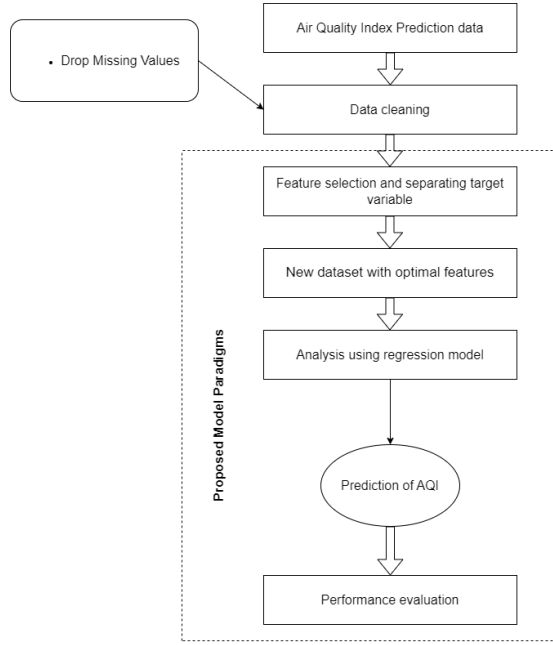 Air Quality Index Prediction data
• Drop Missing Values
Data cleaning
Feature selection and separating target
variable
New dataset with optimal features
Analysis using regression model
Proposed Model Paradigms
Prediction of AQI
Performance evaluation